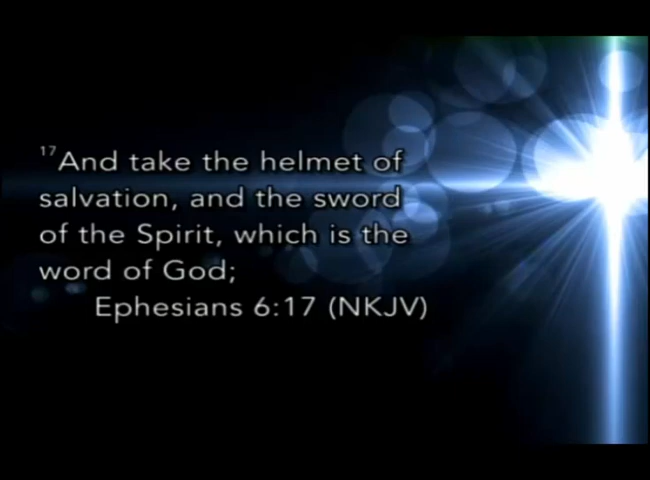 ¹⁷And take the helmet of
salvation, and the sword
of the Spirit, which is the
word of God;
Ephesians 6:17 (NKJV)